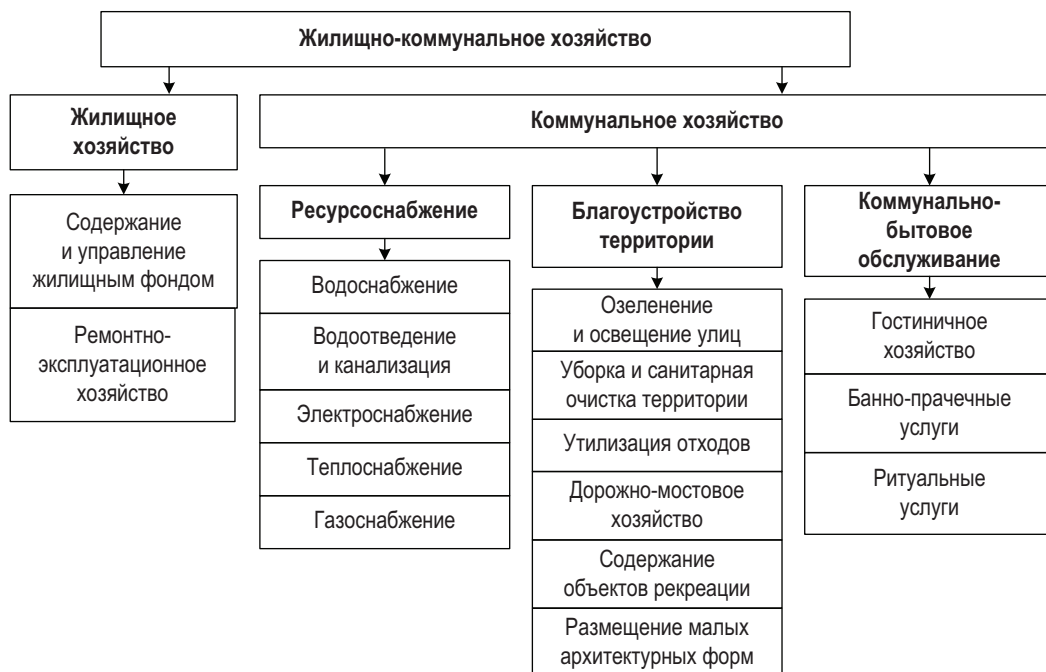 Жилищно-коммунальное хозяйство
Жилищное
хозяйство
Коммунальное хозяйство
Содержание
и управление
жилищным фондом
Ремонтно-
эксплуатационное
хозяйство
Ресурсоснабжение
Водоснабжение
Водоотведение
и канализация
Электроснабжение
Теплоснабжение
Газоснабжение
Благоустройство
территории
Озеленение
и освещение улиц
Уборка и санитарная
очистка территории
Утилизация отходов
Дорожно-мостовое
хозяйство
Содержание
объектов рекреации
Размещение малых
архитектурных форм
Коммунально-
бытовое
обслуживание
Гостиничное
хозяйство
Банно-прачечные
услуги
Ритуальные
услуги